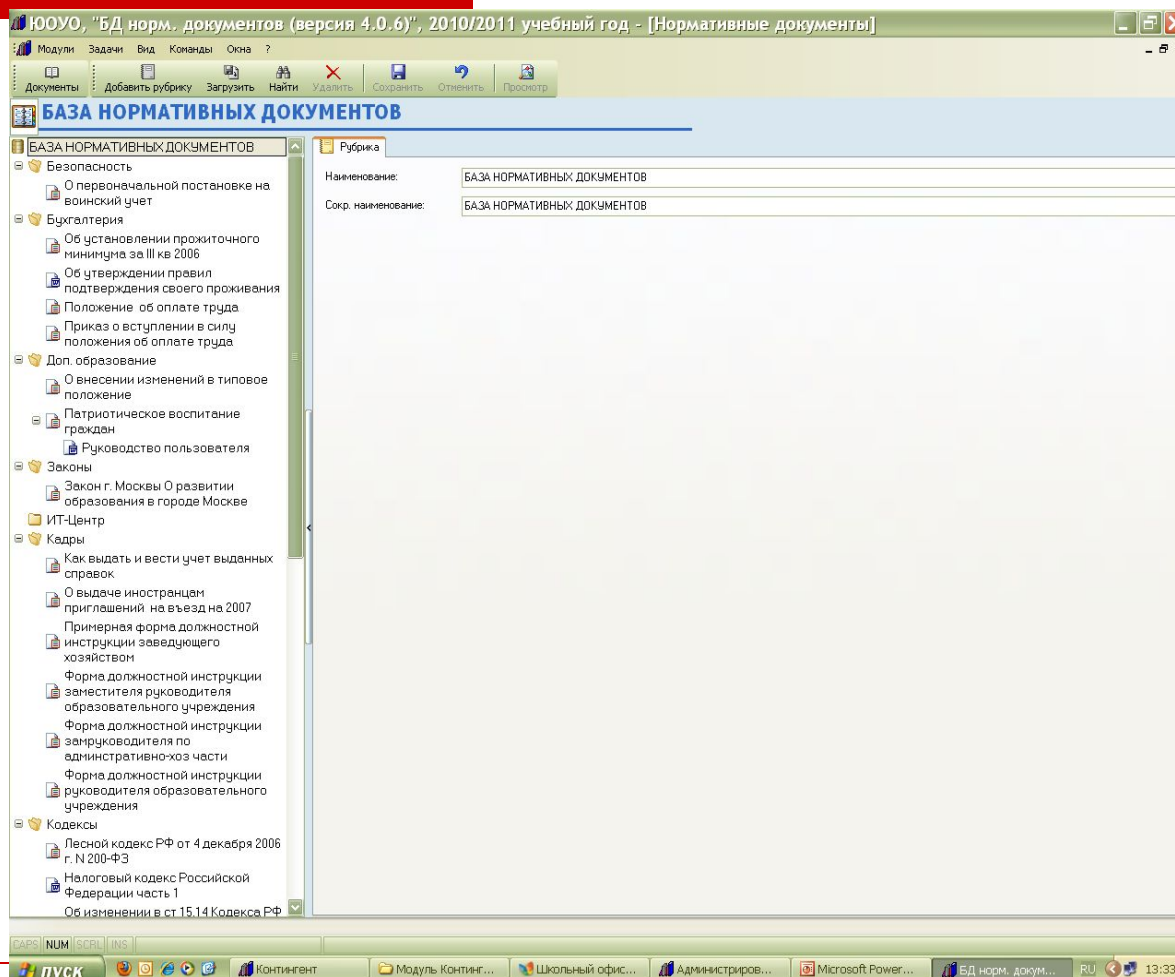 ЮОУО, "БД норм. документов (версия 4.0.6)", 2010/2011 учебный год - [Нормативные документы]
Модули Задачи Вид Команды Окна ?
Документы Добавить рубрику Загрузить Найти Удалить Сохранить Отменить Просмотр
БАЗА НОРМАТИВНЫХ ДОКУМЕНТОВ
БАЗА НОРМАТИВНЫХ ДОКУМЕНТОВ
Безопасность
О первоначальной постановке на
воинский учет
Бухгалтерия
Об установлении прожиточного
минимума за III кв 2006
Об утверждении правил
подтверждения своего проживания
Положение об оплате труда
Приказ о вступлении в силу
положения об оплате труда
Доп. образование
О внесении изменений в типовое
положение
Патриотическое воспитание
граждан
Руководство пользователя
Законы
Закон г. Москвы О развитии
образования в городе Москве
ИТ-Центр
Кадры
Как выдать и вести учет выданных
справок
О выдаче иностранцам
приглашений на въезд на 2007
Примерная форма должностной
инструкции заведующего
хозяйством
Форма должностной инструкции
заместителя руководителя
образовательного учреждения
Форма должностной инструкции
замруководителя по
админстративно-хоз части
Форма должностной инструкции
руководителя образовательного
учреждения
Кодексы
Лесной кодекс РФ от 4 декабря 2006
г. N 200-ФЗ
Налоговый кодекс Российской
Федерации часть 1
Об изменении в ст 15.14 Кодекса РФ
Рубрика
Наименование: БАЗА НОРМАТИВНЫХ ДОКУМЕНТОВ
Сокр. наименование: БАЗА НОРМАТИВНЫХ ДОКУМЕНТОВ
CAPS NUM SCRL INS
пуск Контингент Модуль Континг... Школьный офис... Администриров... Microsoft Power... БД норм. докум... RU